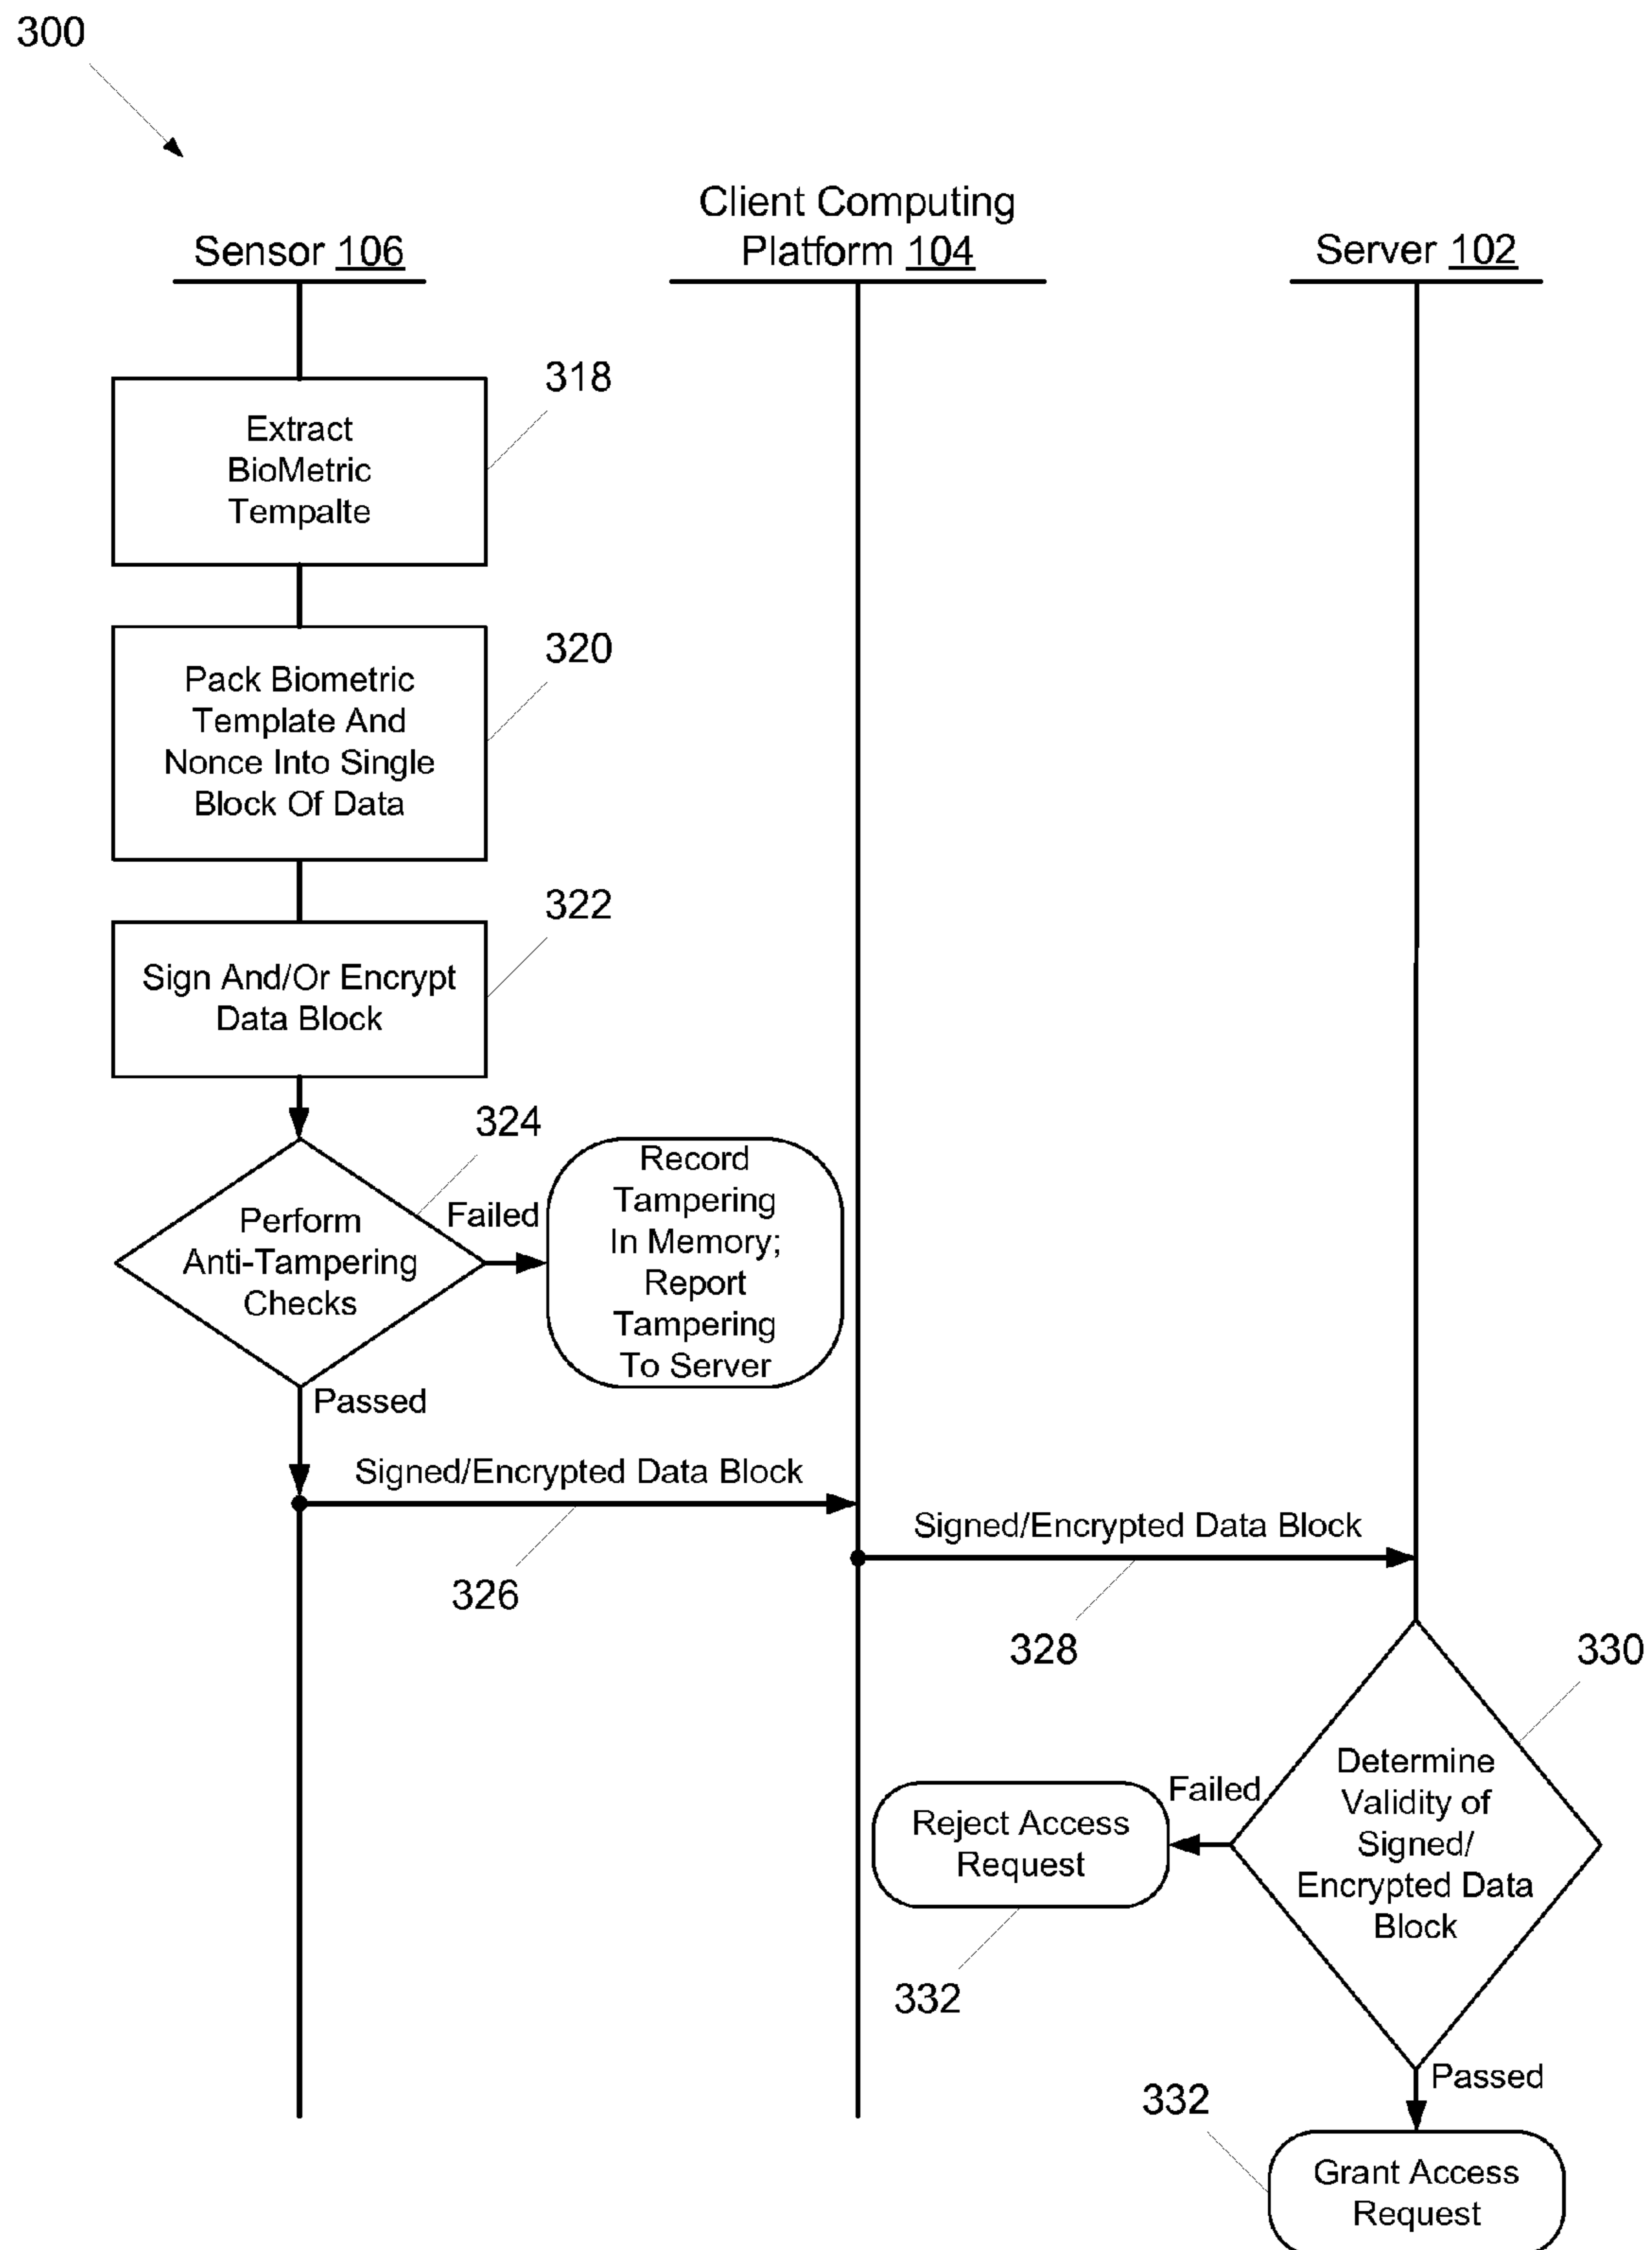 300
Client Computing
Sensor 106
Platform 104
Server 102
318
Extract
BioMetric
Tempalte
320
Pack Biometric
Template And
Nonce Into Single
Block Of Data
322
Sign And/Or Encrypt
Data Block
324
Perform
Anti-Tampering
Checks
Failed
Record
Tampering
In Memory;
Report
Tampering
To Server
Passed
Signed/Encrypted Data Block
326
Signed/Encrypted Data Block
328
330
Determine
Validity of
Signed/
Encrypted Data
Block
Failed
Reject Access
Request
332
Passed
332
Grant Access
Request